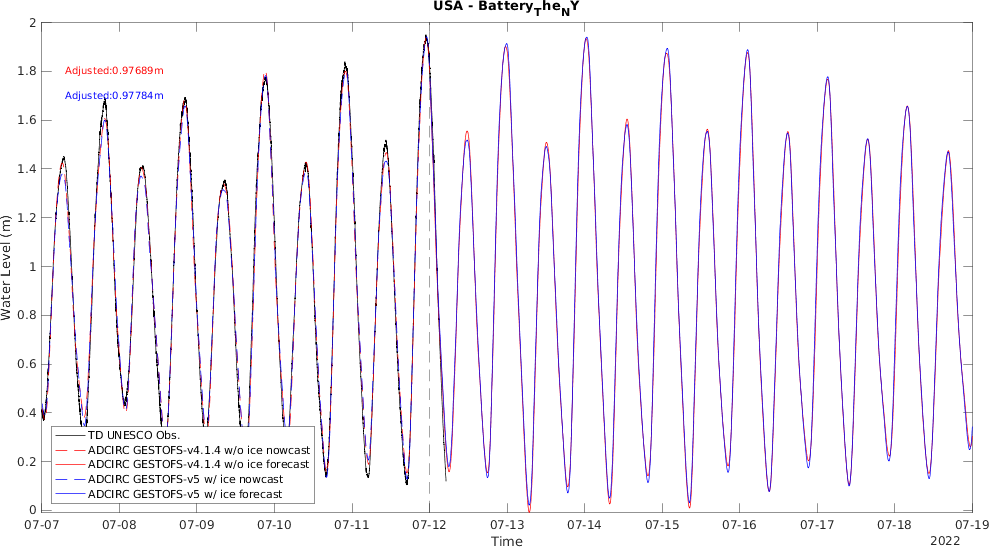 USA - BatteryTheNY
2
1.8
1.6
1.4
1.2
1
0.8
0.6
0.4
0.2
0
Water Level (m)
Adjusted:0.97689m
Adjusted:0.97784m
TD UNESCO Obs.
ADCIRC GESTOFS-v4.1.4 w/o ice nowcast
ADCIRC GESTOFS-v4.1.4 w/o ice forecast
ADCIRC GESTOFS-v5 w/ ice nowcast
ADCIRC GESTOFS-v5 w/ ice forecast
07-07 07-08 07-09 07-10 07-11 07-12 07-13 07-14 07-15 07-16 07-17 07-18 07-19
Time
2022